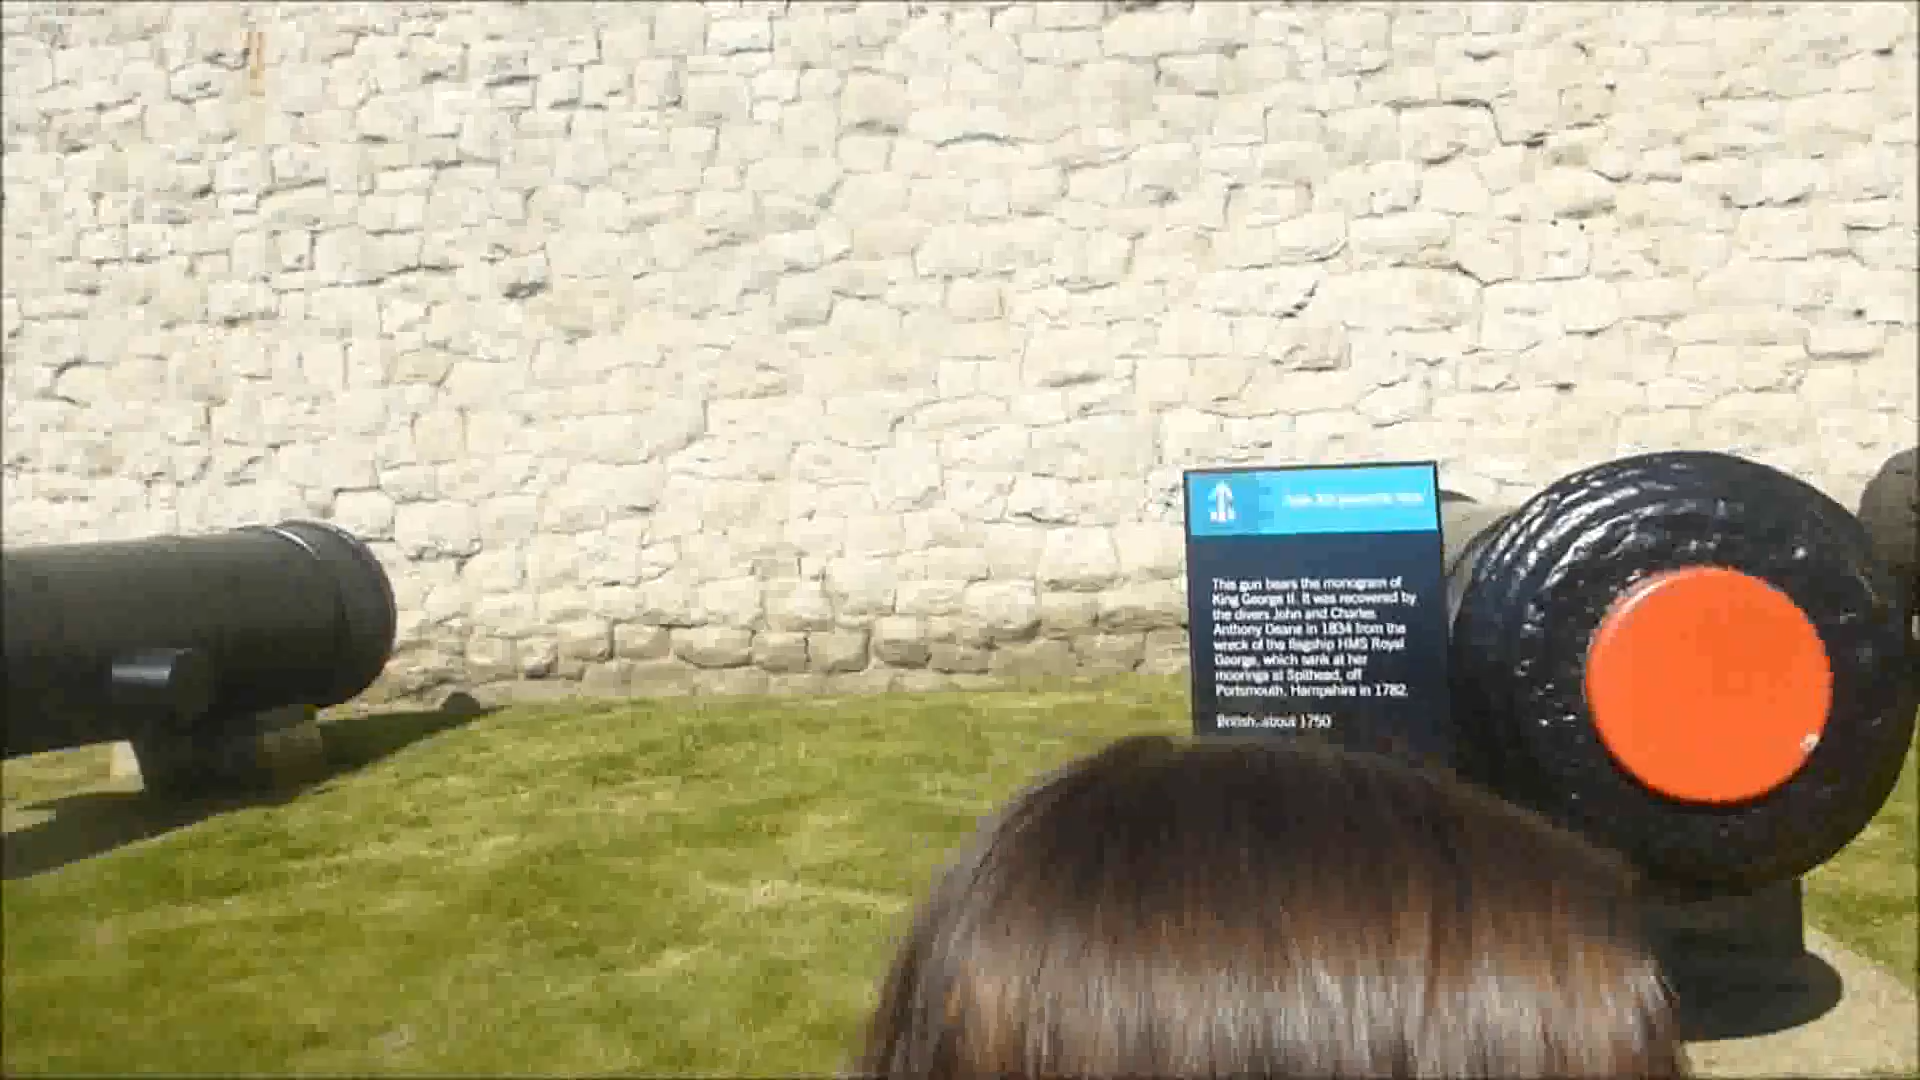 This gun bears the monogram of
King George II. It was recovered by
the divers John and Charles
Anthony Deane in 1834 from the
wreck of the flagship HMS Royal
George, which sank at her
moorings at Spithead, off
Portsmouth, Hampshire in 1782.
British, about 1750